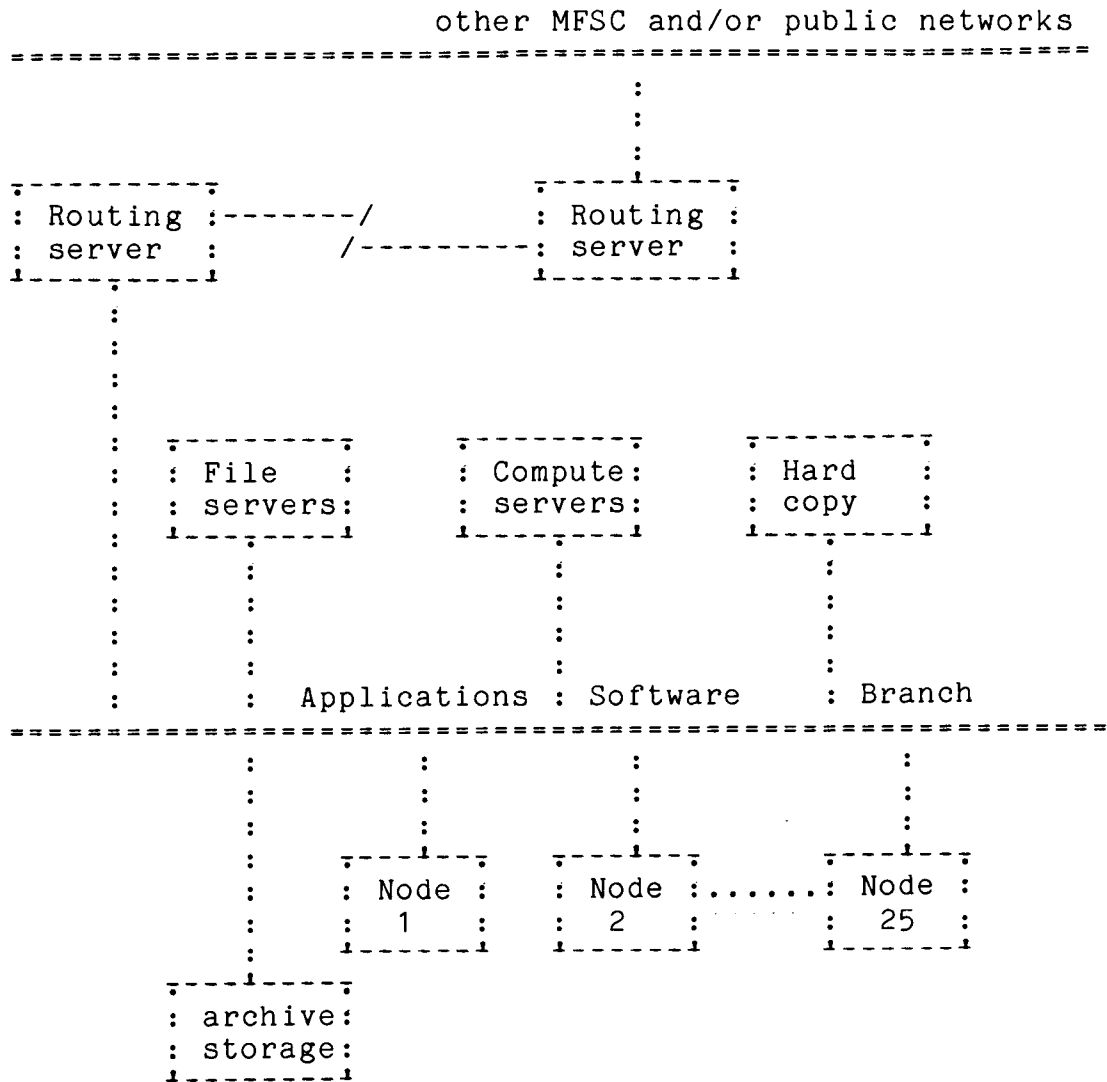 other MFSC and/or public networks
Routing server
Routing server
File servers
Compute servers
Hard copy
Applications Software Branch
Node 1
Node 2
Node 25
archive storage